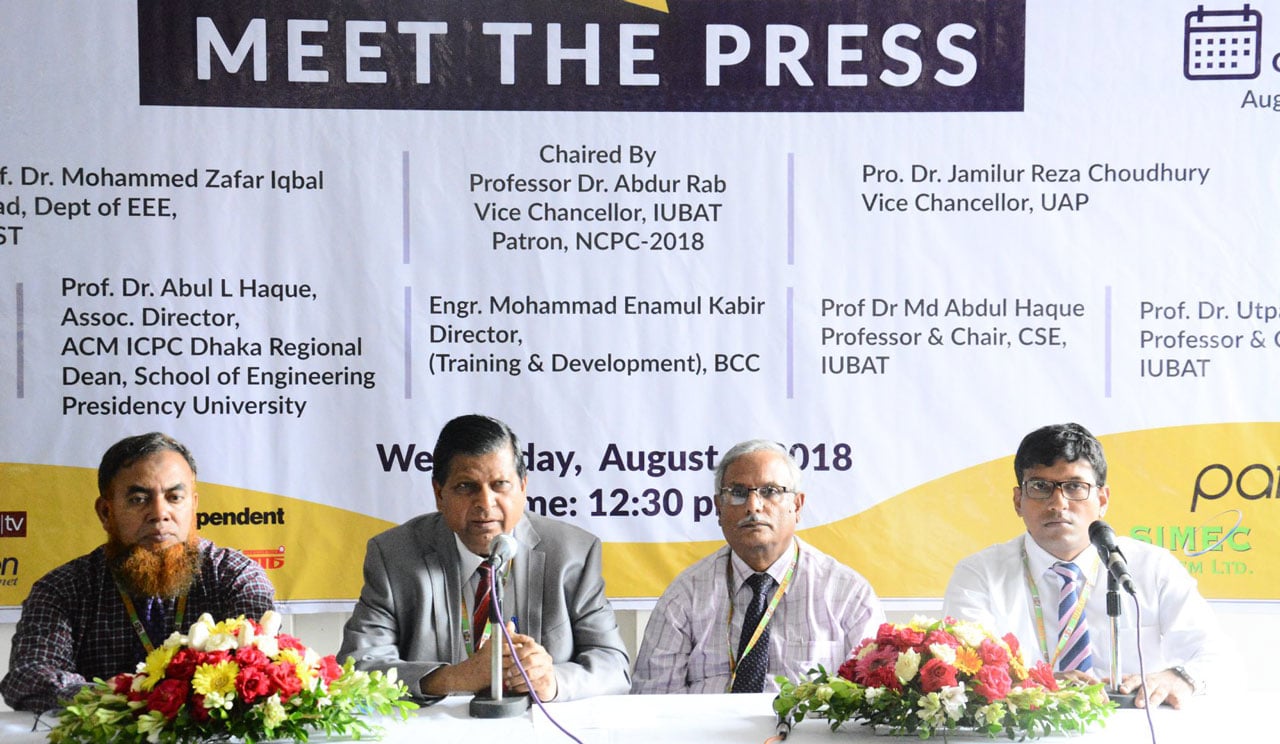 MEET THE PRESS
Aug
f. Dr. Mohammed Zafar Iqbal
ad, Dept of EEE,
ST
Chaired By
Professor Dr. Abdur Rab
Vice Chancellor, IUBAT
Patron, NCPC-2018
Pro. Dr. Jamilur Reza Choudhury
Vice Chancellor, UAP
Prof. Dr. Abul L Haque,
Assoc. Director,
ACM ICPC Dhaka Regional
Dean, School of Engineering
Presidency University
Engr. Mohammad Enamul Kabir
Director,
(Training & Development), BCC
Prof Dr Md Abdul Haque
Professor & Chair, CSE,
IUBAT
Prof. Dr. Utpa
Professor & C
IUBAT
We day, August 2018
me: 12:30 p
tv
pendent
on
net
pat
SIMEC
M LTD.